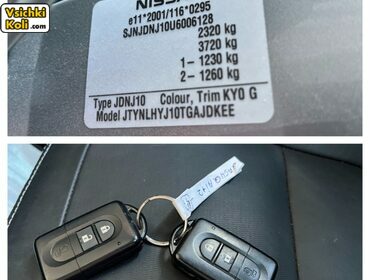 Vsichki
Koli.com
NISSAN
e11*2001/116*0295
SJNJDNJ10U6006128
2320 kg
3720 kg
1 - 1230 kg
2 - 1260 kg
Type JDNJ10 Colour, Trim KY0 G
Model JTYNLHYJ10TGAJDKEE